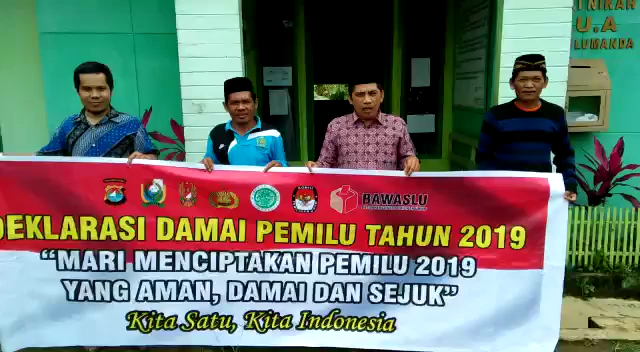 NIKAH
U.A
LUMANDA
BAWASLU
DEKLARASI DAMAI PEMILU TAHUN 2019
"MARI MENCIPTAKAN PEMILU 2019
YANG AMAN, DAMAI DAN SEJUK"
Kita Satu, Kita Indonesia